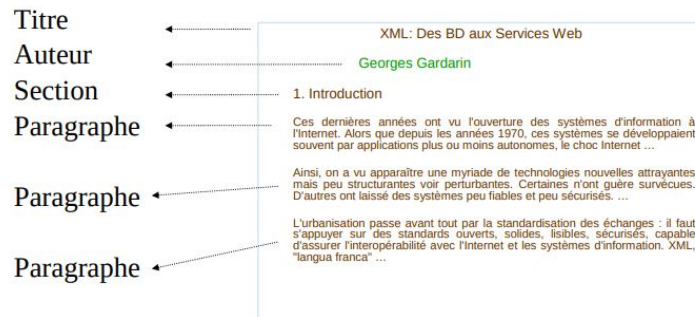 Titre
XML: Des BD aux Services Web
Auteur
Georges Gardarin
Section
1. Introduction
Paragraphe
Ces dernières années ont vu l'ouverture des systèmes d'information à
l'Internet. Alors que depuis les années 1970, ces systèmes se développaient
souvent par applications plus ou moins autonomes, le choc Internet ...
Paragraphe
Ainsi, on a vu apparaître une myriade de technologies nouvelles attrayantes
mais peu structurantes voir perturbantes. Certaines n'ont guère survécues.
D'autres ont laissé des systèmes peu fiables et peu sécurisés. ...
Paragraphe
L'urbanisation passe avant tout par la standardisation des échanges : il faut
s'appuyer sur des standards ouverts, solides, lisibles, sécurisés, capable
d'assurer l'interopérabilité avec l'Internet et les systèmes d'information. XML,
"langua franca" ...